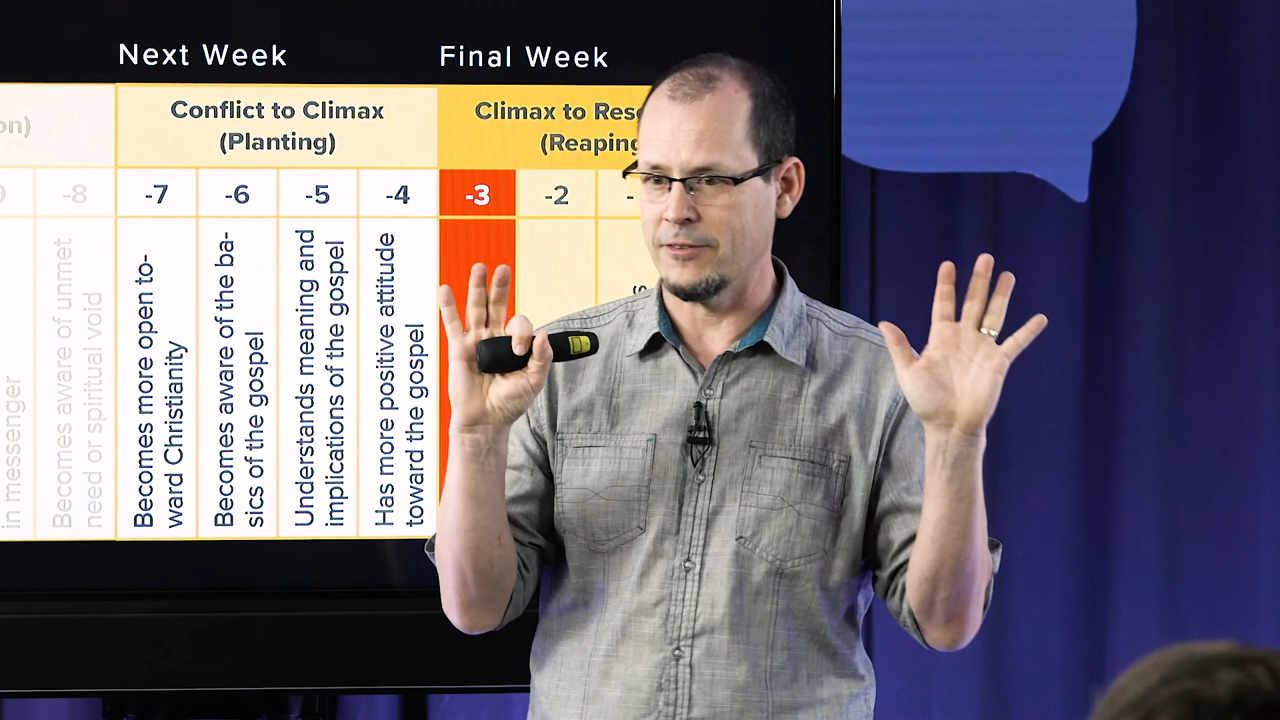 Next Week
Final Week
on)
Conflict to Climax
(Planting)
Climax to Res
(Reaping
-8
-7
-6
-5
-4
-3
-2
-
in messenger
Becomes aware of unmet
need or spiritual void
Becomes more open to-
ward Christianity
Becomes aware of the ba-
sics of the gospel
Understands meaning and
implications of the gospel
Has more positive attitude
toward the gospel